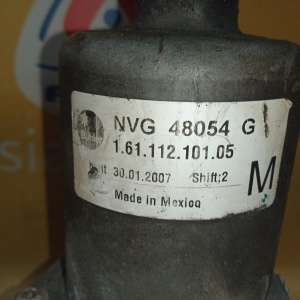 NVG 48054 G
1.61.112.101.05
30.01.2007 Shift;2
M
Made in Mexico